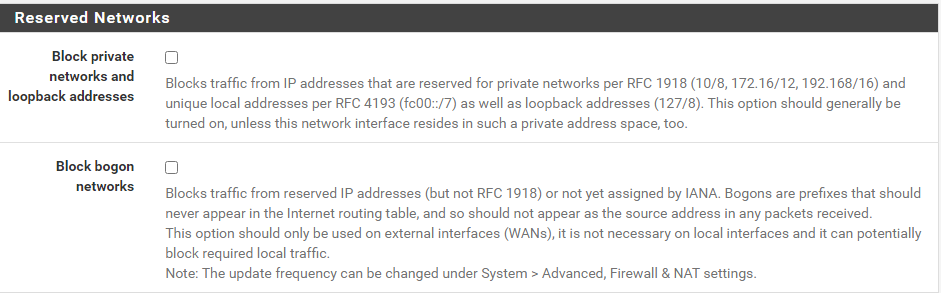 Reserved Networks
Block private
networks and
loopback addresses
Blocks traffic from IP addresses that are reserved for private networks per RFC 1918 (10/8, 172.16/12, 192.168/16) and
unique local addresses per RFC 4193 (fc00::/7) as well as loopback addresses (127/8). This option should generally be
turned on, unless this network interface resides in such a private address space, too.
Block bogon
networks
Blocks traffic from reserved IP addresses (but not RFC 1918) or not yet assigned by IANA. Bogons are prefixes that should
never appear in the Internet routing table, and so should not appear as the source address in any packets received.
This option should only be used on external interfaces (WANs), it is not necessary on local interfaces and it can potentially
block required local traffic.
Note: The update frequency can be changed under System > Advanced, Firewall & NAT settings.